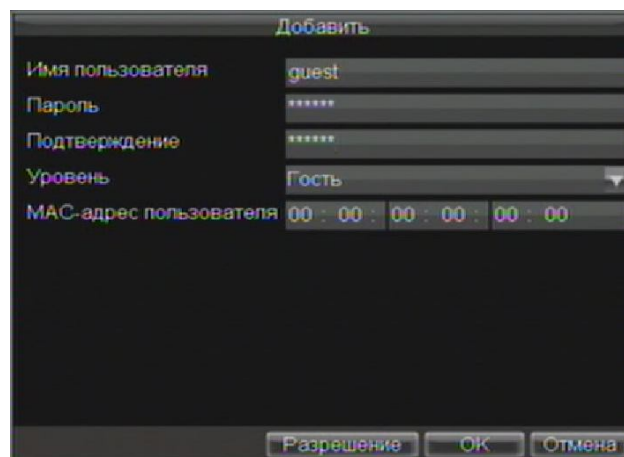 Добавить
Имя пользователя guest
Пароль ******
Подтверждение ******
Уровень Гость
MAC-адрес пользователя 00 : 00 : 00 : 00 : 00 : 00
Разрешение OK Отмена